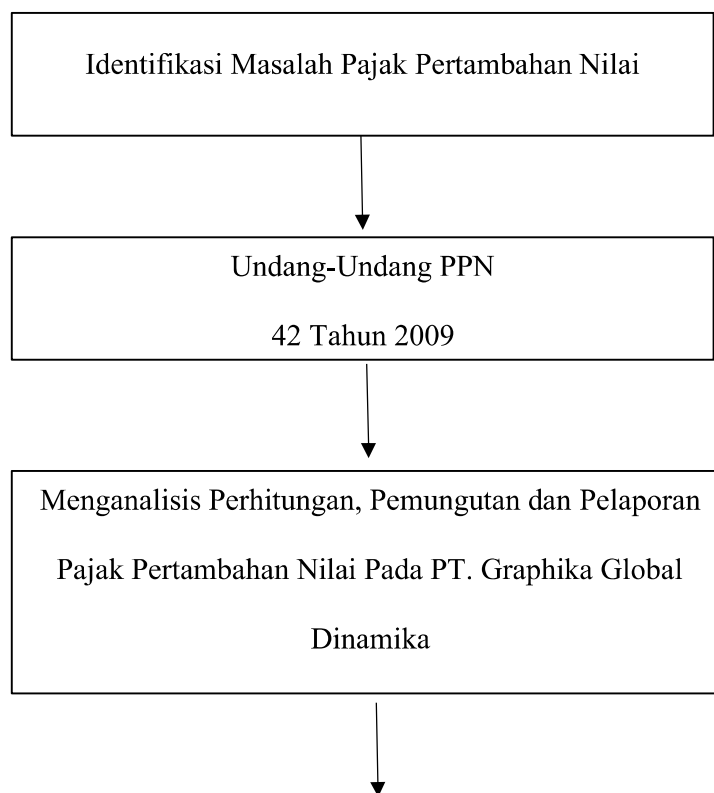 Identifikasi Masalah Pajak Pertambahan Nilai
Undang-Undang PPN
42 Tahun 2009
Menganalisis Perhitungan, Pemungutan dan Pelaporan
Pajak Pertambahan Nilai Pada PT. Graphika Global
Dinamika